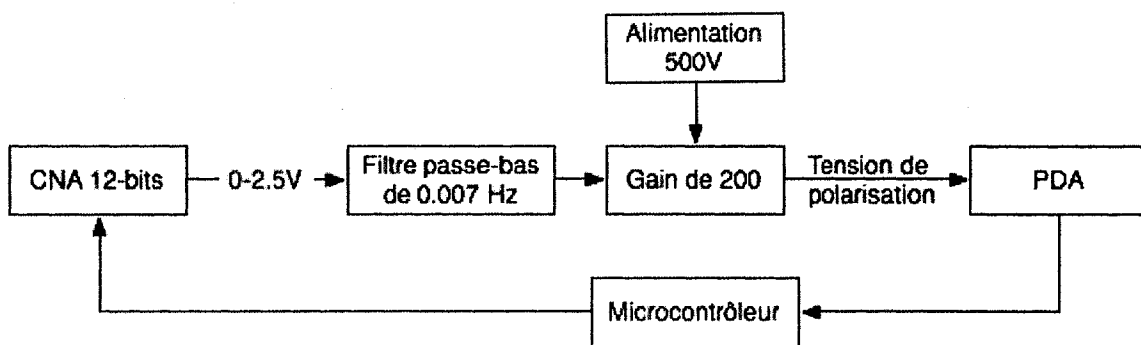 Alimentation
500V
CNA 12-bits
0-2.5V
Filtre passe-bas
de 0.007 Hz
Gain de 200
Tension de
polarisation
PDA
Microcontrôleur